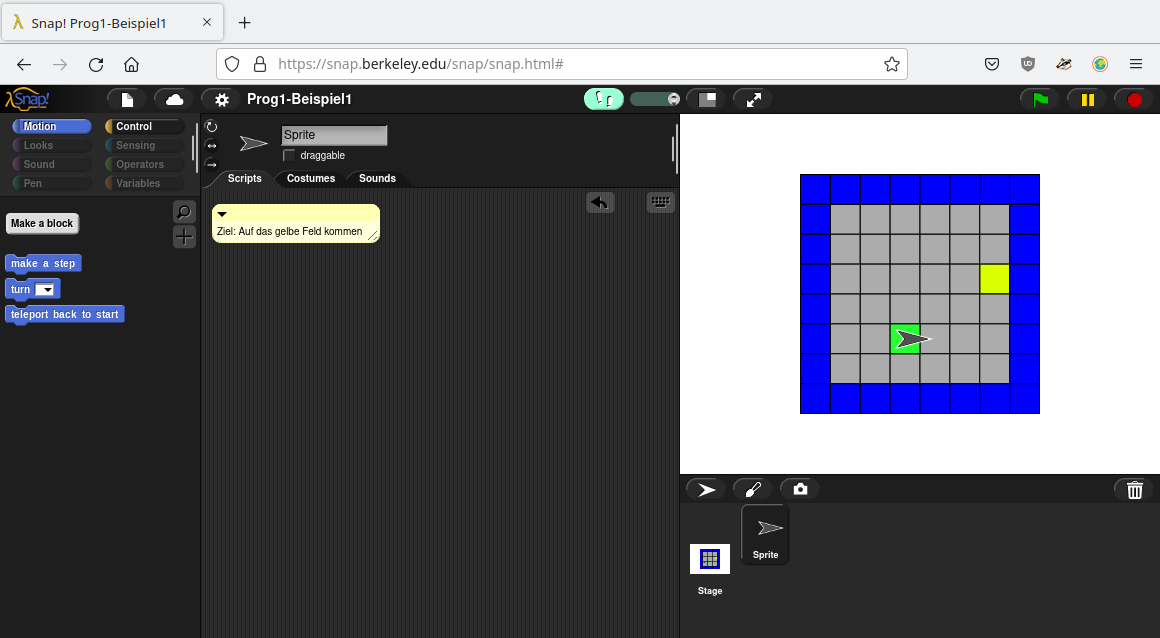 Snap! Prog1-Beispiel1
https://snap.berkeley.edu/snap/snap.html#
Snap!
Prog1-Beispiel1
Motion
Control
Looks
Sensing
Sound
Operators
Pen
Variables
Make a block
make a step
turn
teleport back to start
Sprite
draggable
Scripts
Costumes
Sounds
Ziel: Auf das gelbe Feld kommen
Stage
Sprite